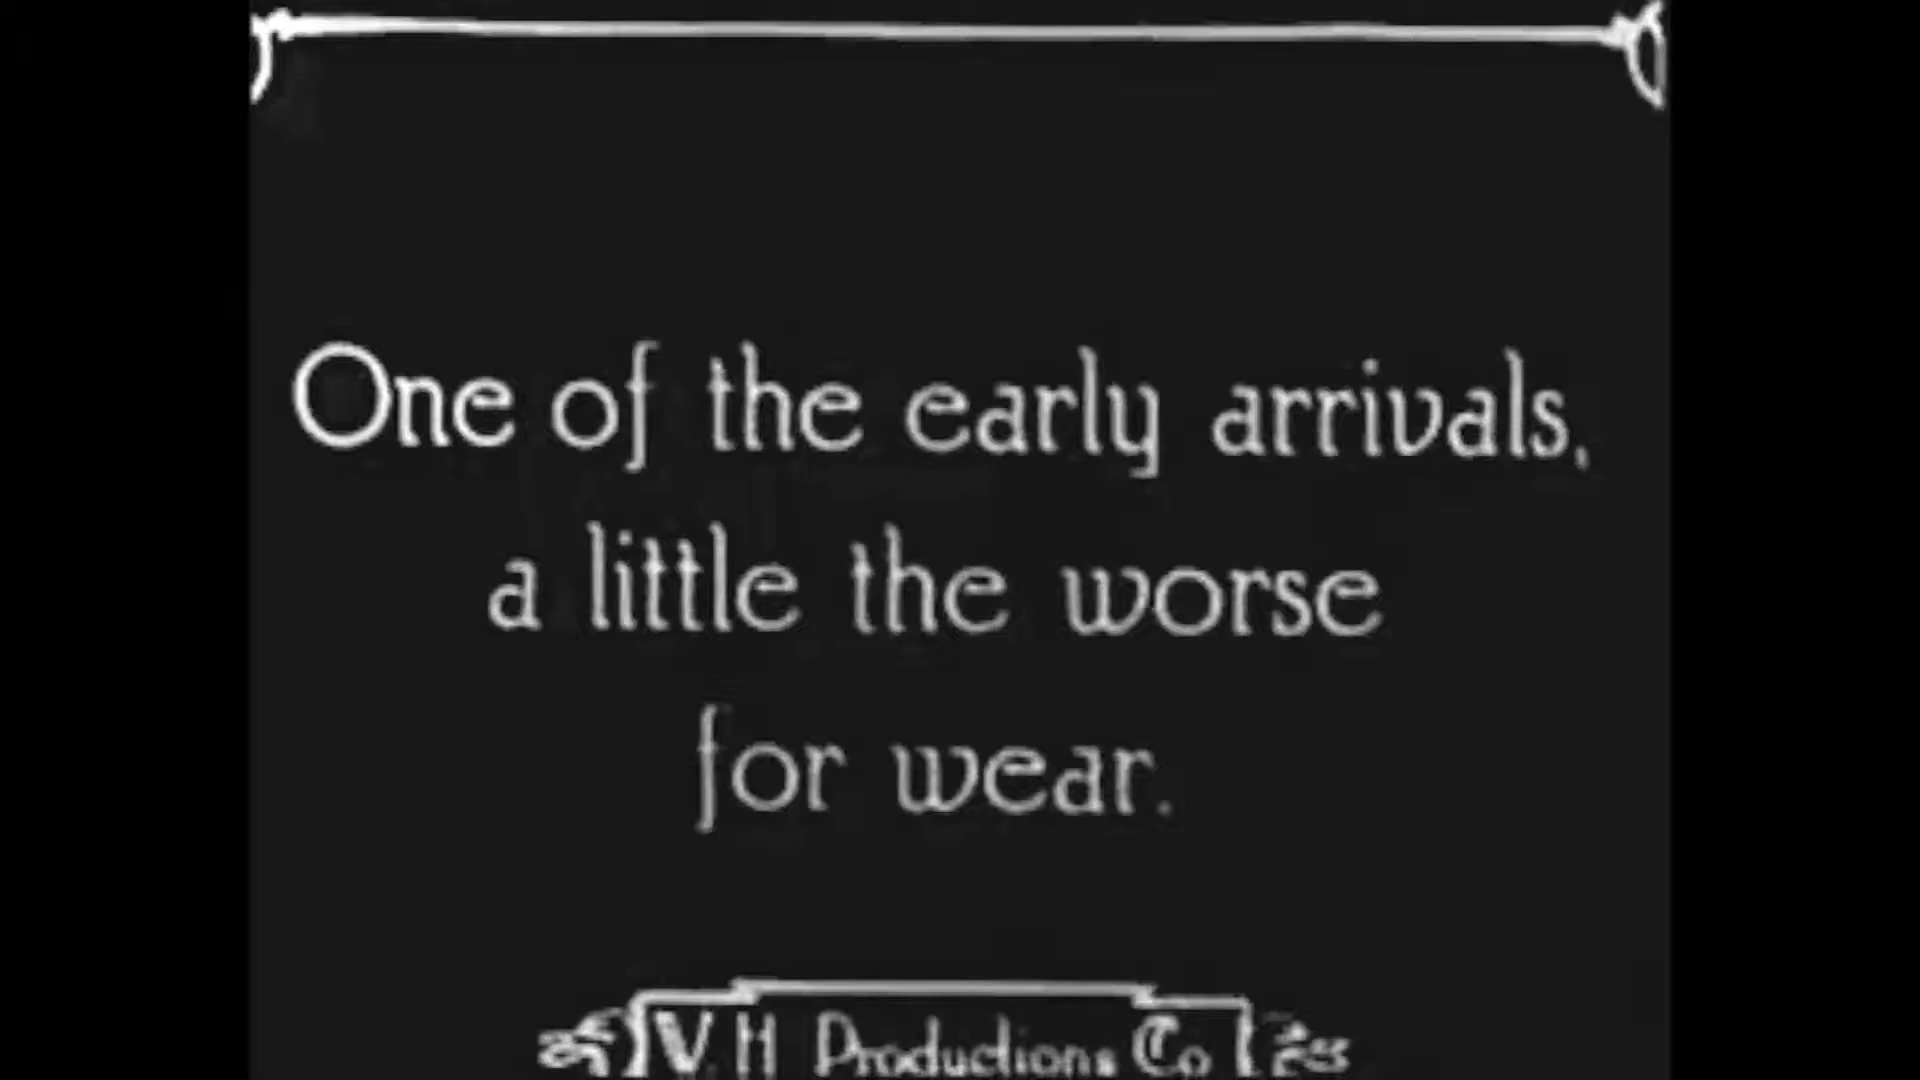 One of the early arrivals,
a little the worse
for wear.
V. H Productions Co